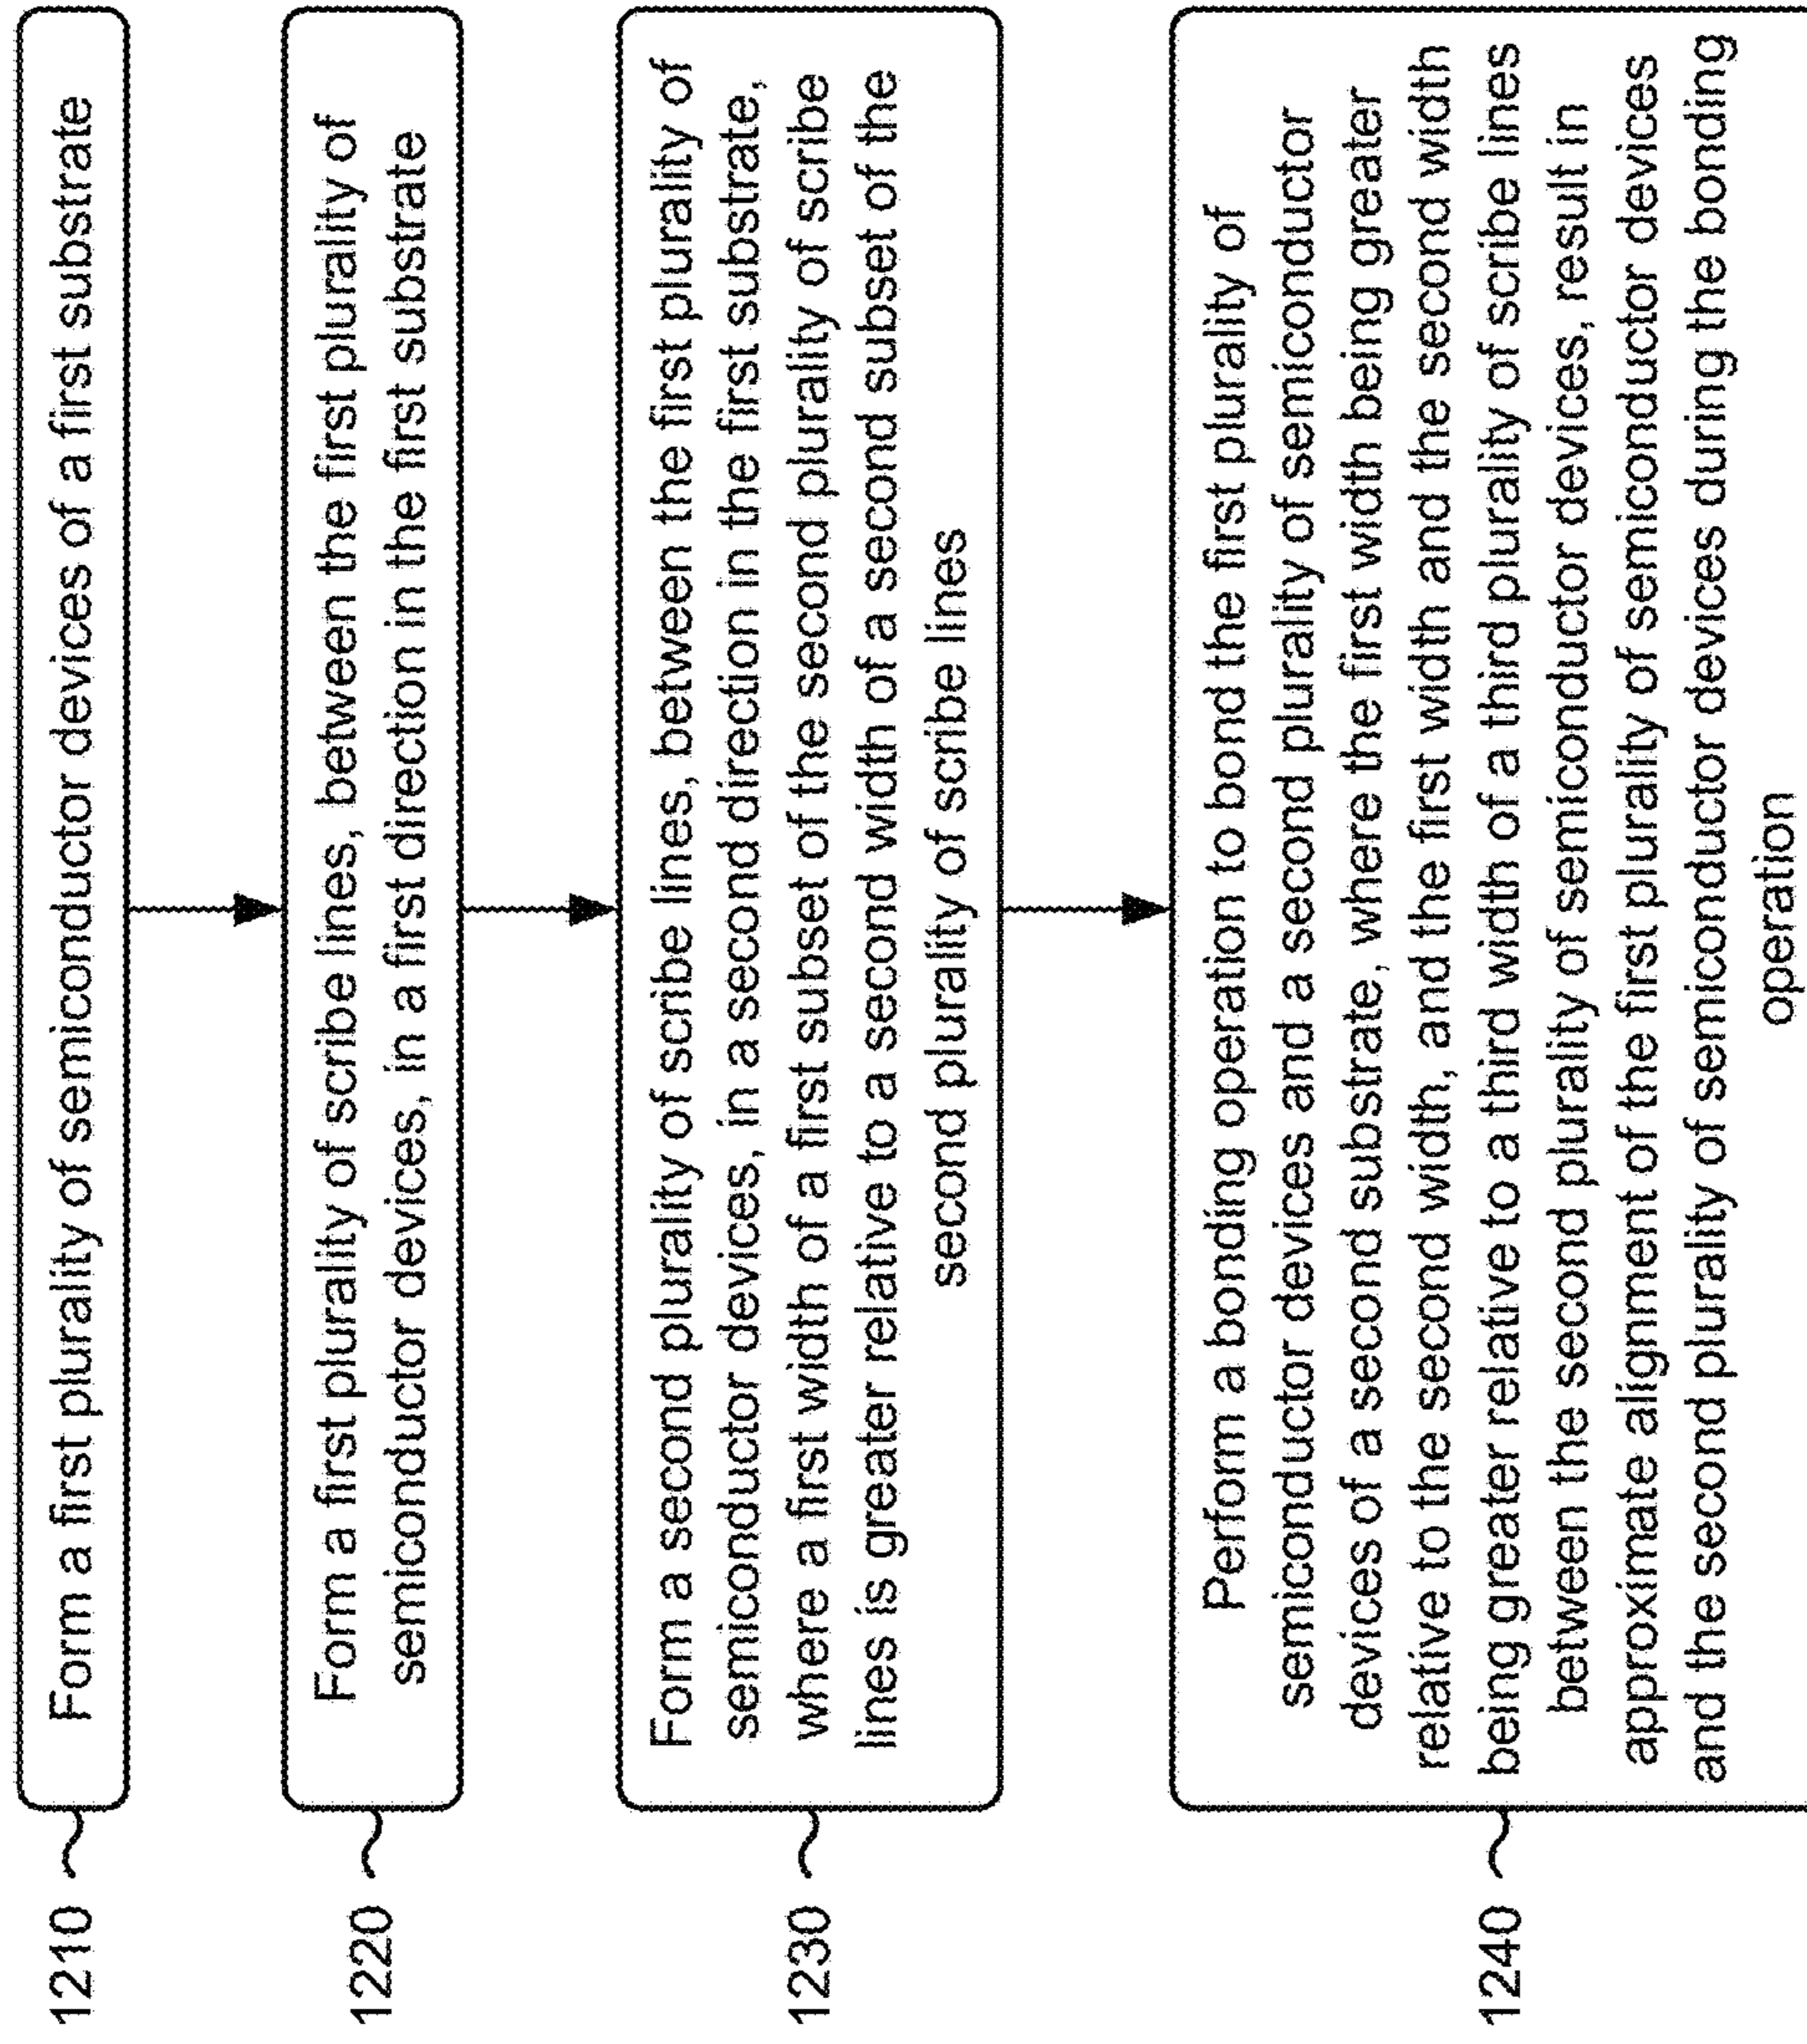 1210
Form a first plurality of semiconductor devices of a first substrate
1220
Form a first plurality of scribe lines, between the first plurality of
semiconductor devices, in a first direction in the first substrate
1230
Form a second plurality of scribe lines, between the first plurality of
semiconductor devices, in a second direction in the first substrate,
where a first width of a first subset of the second plurality of scribe
lines is greater relative to a second width of a second subset of the
second plurality of scribe lines
1240
Perform a bonding operation to bond the first plurality of
semiconductor devices and a second plurality of semiconductor
devices of a second substrate, where the first width being greater
relative to the second width, and the first width and the second width
being greater relative to a third width of a third plurality of scribe lines
between the second plurality of semiconductor devices, result in
approximate alignment of the first plurality of semiconductor devices
and the second plurality of semiconductor devices during the bonding
operation